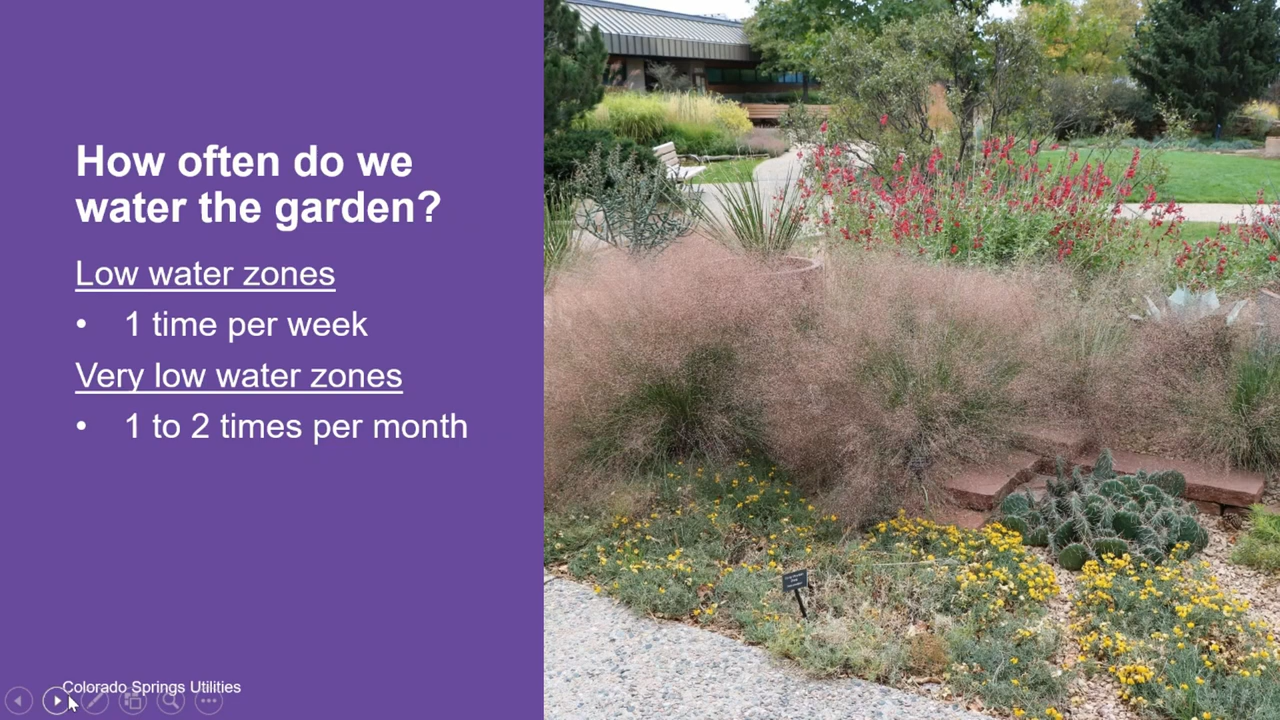 How often do we
water the garden?
Low water zones
• 1 time per week
Very low water zones
• 1 to 2 times per month
Colorado Springs Utilities